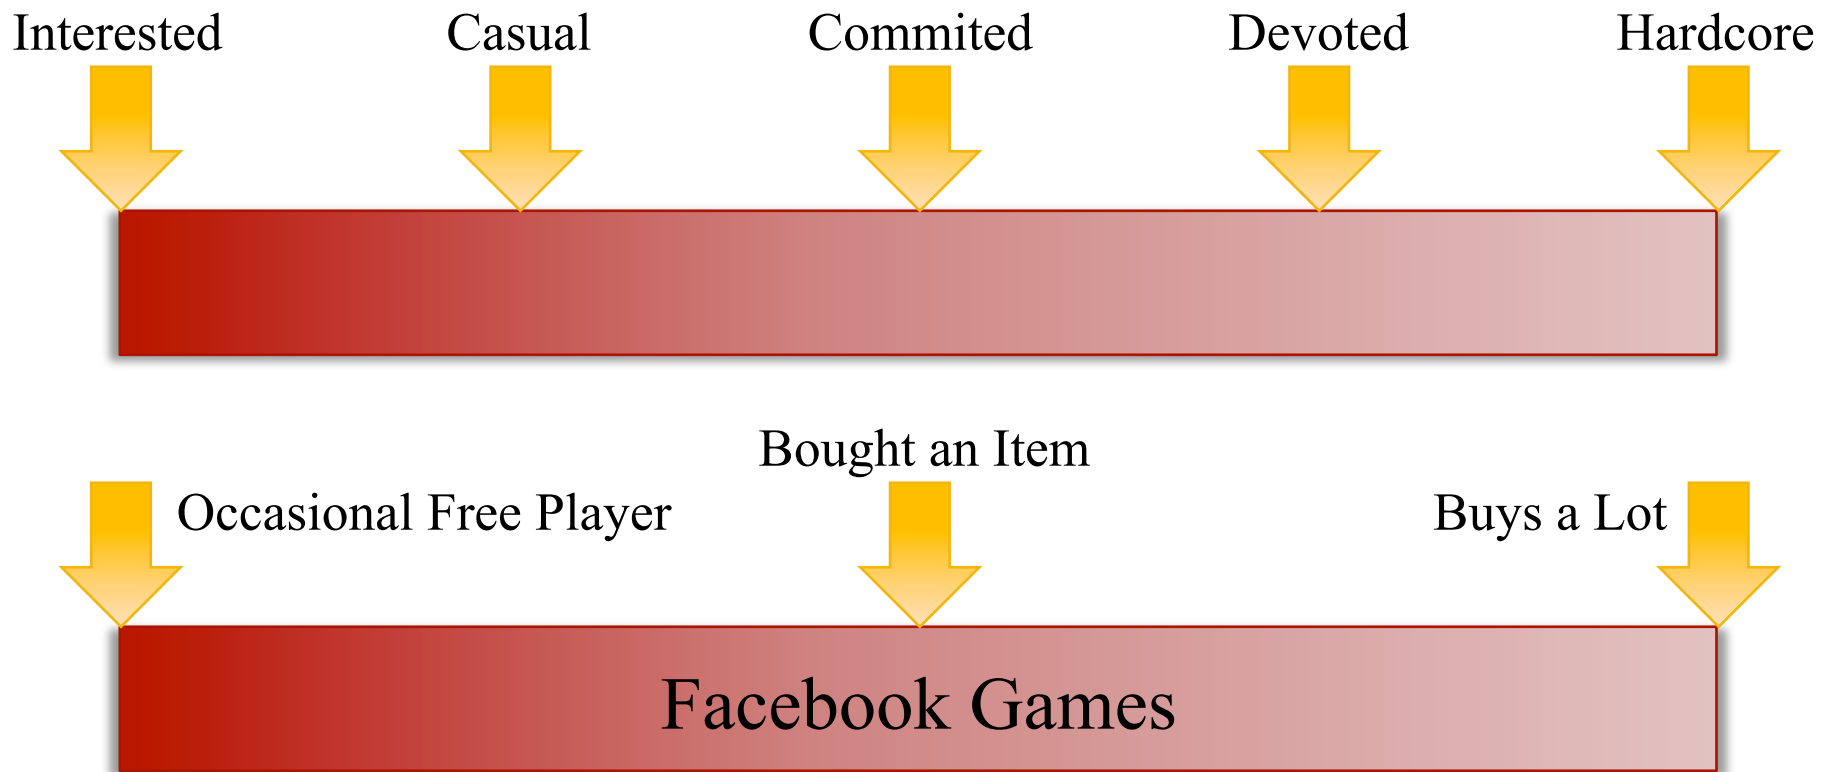 Interested Casual Commited Devoted Hardcore
Bought an Item
Occasional Free Player Buys a Lot
Facebook Games